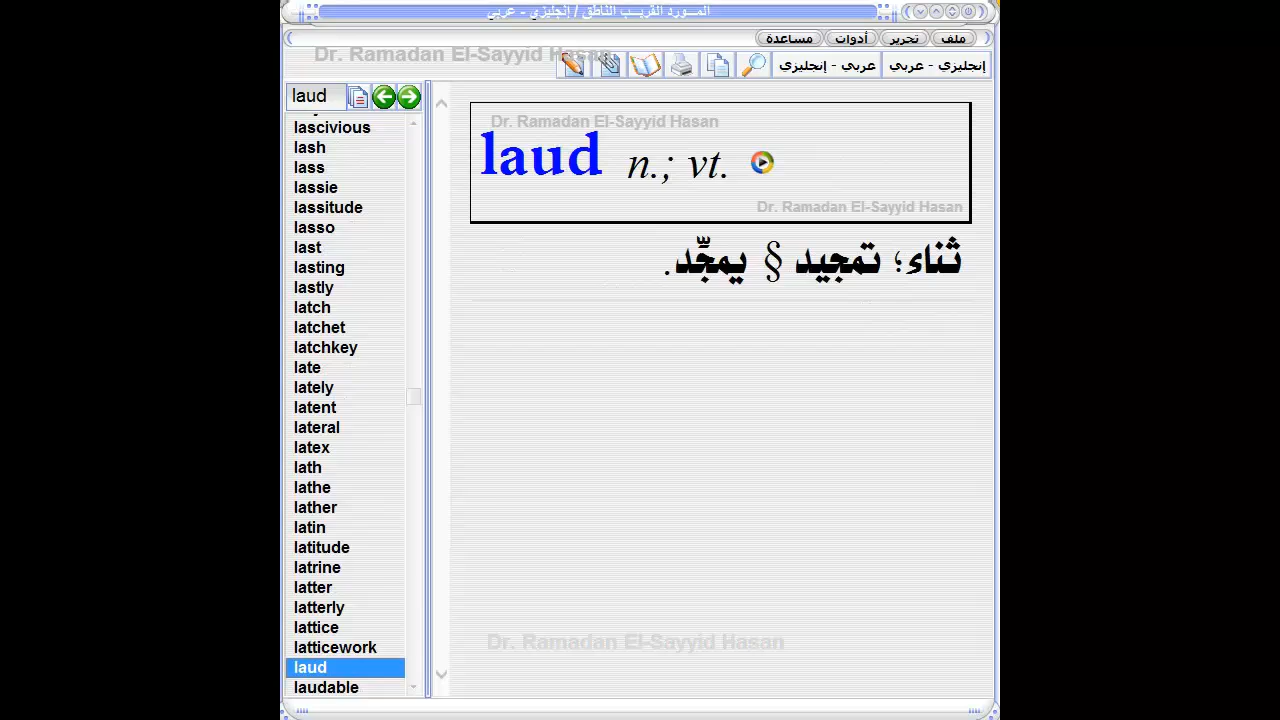 المـورد القريـب الناطق / إنجليزي - عربي
ملف تحرير أدوات مساعدة
Dr. Ramadan El-Sayyid Hasan
إنجليزي - عربي عربي - إنجليزي
laud
lascivious
lash
lass
lassie
lassitude
lasso
last
lasting
lastly
latch
latchet
latchkey
late
lately
latent
lateral
latex
lath
lathe
lather
latin
latitude
latrine
latter
latterly
lattice
latticework
laud
laudable
Dr. Ramadan El-Sayyid Hasan
laud n.; vt.
Dr. Ramadan El-Sayyid Hasan
ثناء؛ تمجيد § يمجِّد.
Dr. Ramadan El-Sayyid Hasan